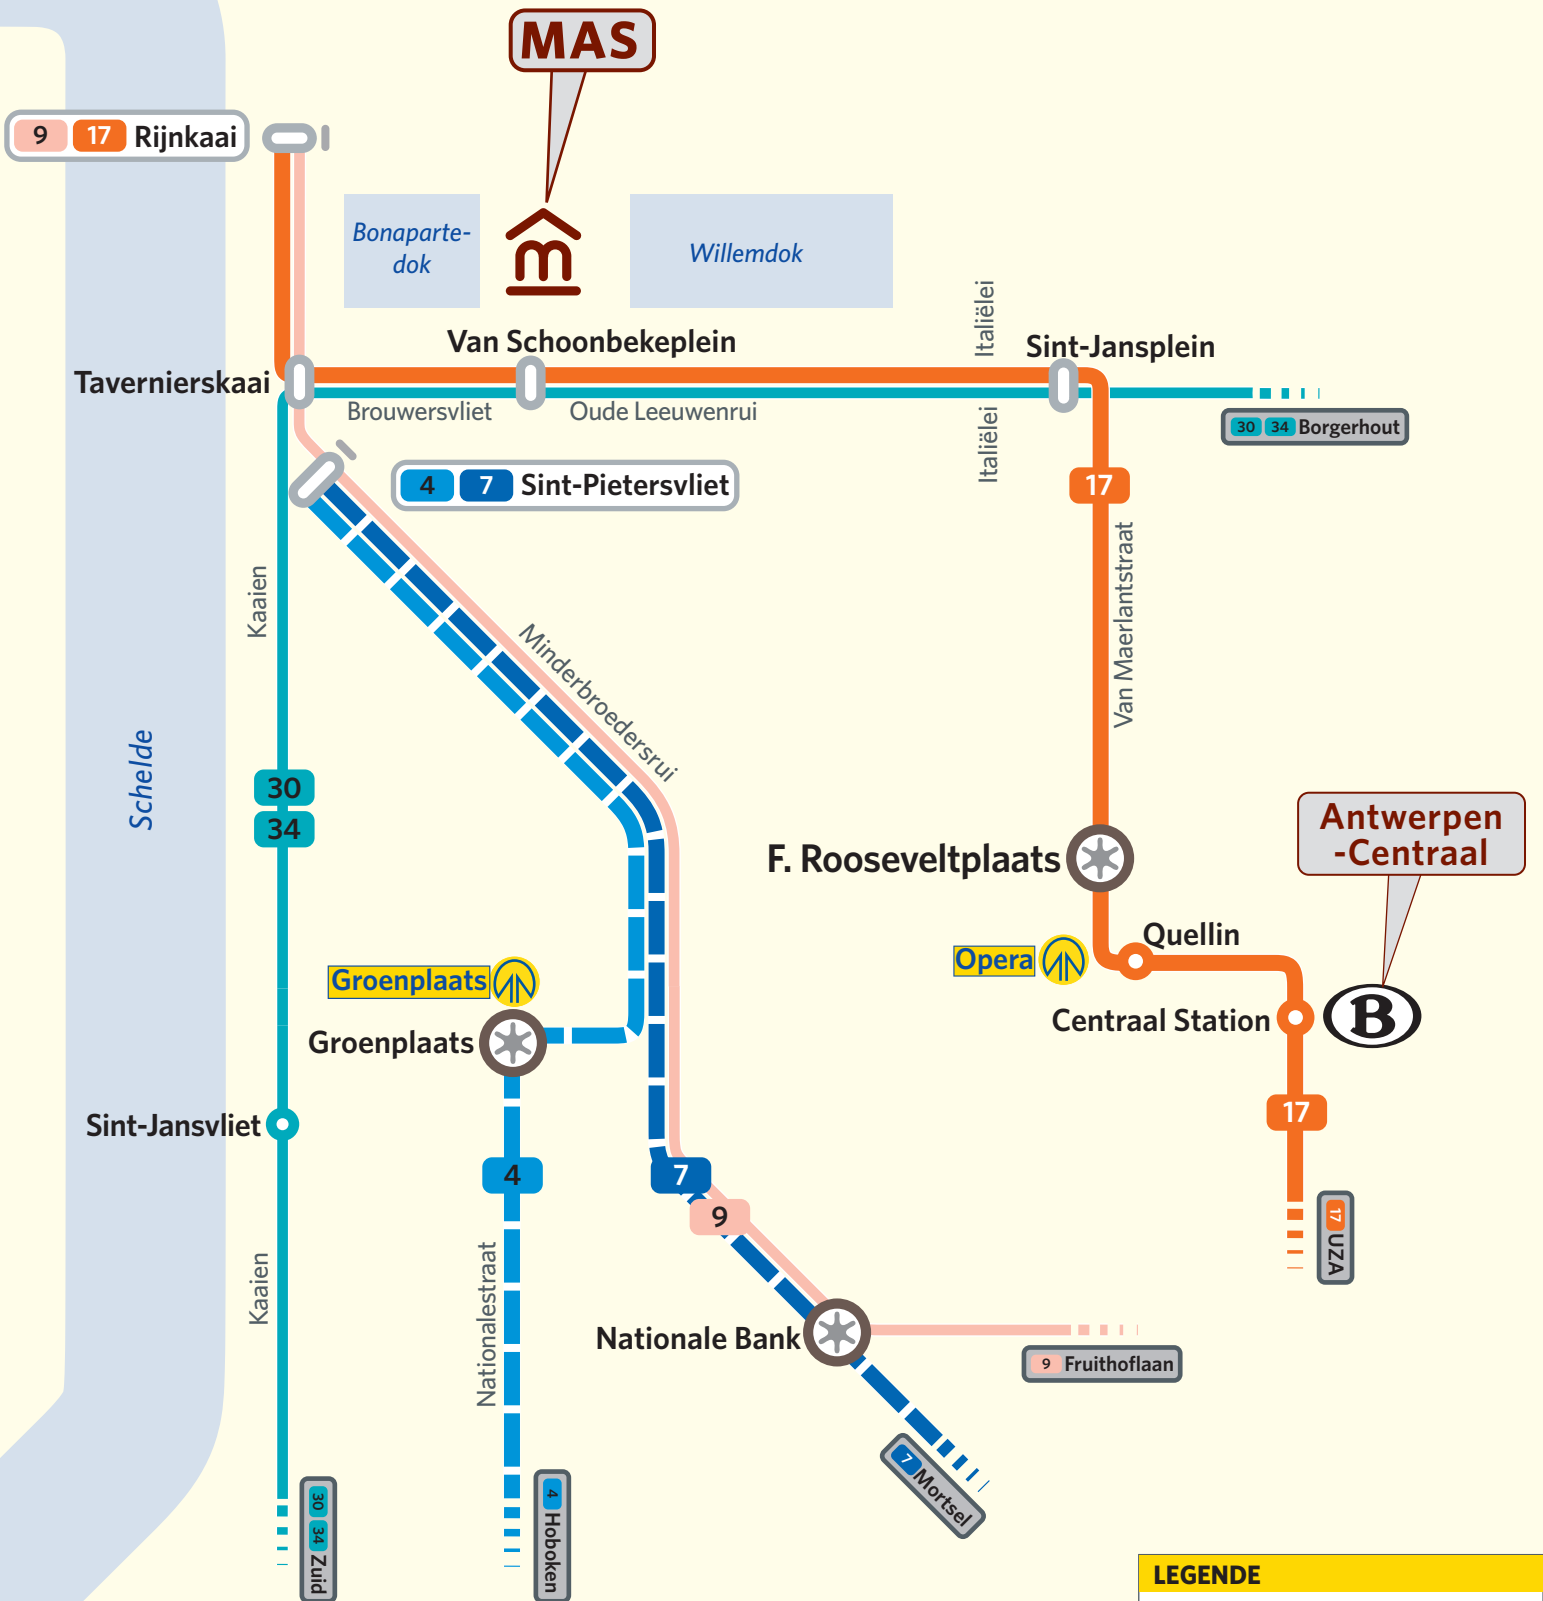 MAS
9 17 Rijnkaai
Bonaparte-
dok
Willemdok
Italiëlei
Van Schoonbekeplein
Sint-Jansplein
Tavernierskaai
Brouwersvliet
Oude Leeuwenrui
Italiëlei
30 34 Borgerhout
4 7 Sint-Pietersvliet
17
Kaaien
Minderbroedersrui
Van Maerlantstraat
Schelde
30
34
Antwerpen
-Centraal
F. Rooseveltplaats
Quellin
Opera
Groenplaats
Centraal Station
B
Groenplaats
Sint-Jansvliet
17
4
7
9
17 UZA
Kaaien
Nationalestraat
Nationale Bank
9 Fruithoflaan
7 Mortsel
30 34 Zuid
4 Hoboken
LEGENDE